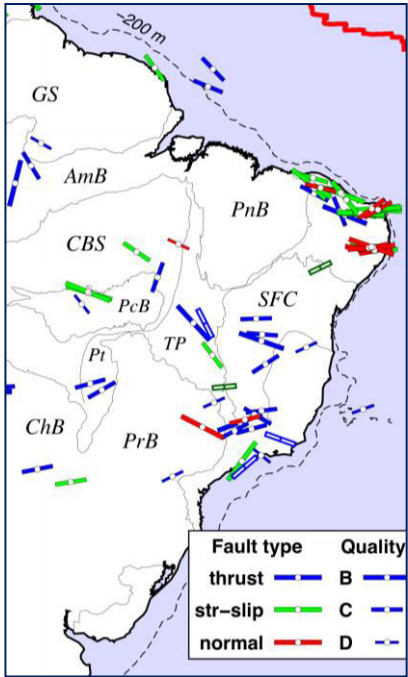 −200 m
GS
AmB
PnB
CBS
PcB
SFC
Pt
TP
ChB
PrB
Fault type Quality
thrust B
str−slip C
normal D